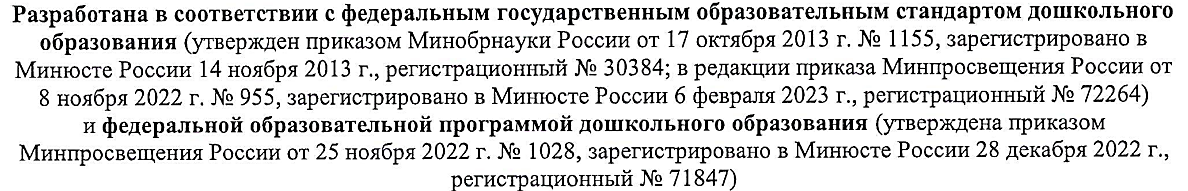 Разработана в соответствии с федеральным государственным образовательным стандартом дошкольного
образования (утвержден приказом Минобрнауки России от 17 октября 2013 г. № 1155, зарегистрировано в
Минюсте России 14 ноября 2013 г., регистрационный № 30384; в редакции приказа Минпросвещения России от
8 ноября 2022 г. № 955, зарегистрировано в Минюсте России 6 февраля 2023 г., регистрационный № 72264)
и федеральной образовательной программой дошкольного образования (утверждена приказом
Минпросвещения России от 25 ноября 2022 г. № 1028, зарегистрировано в Минюсте России 28 декабря 2022 г.,
регистрационный № 71847)